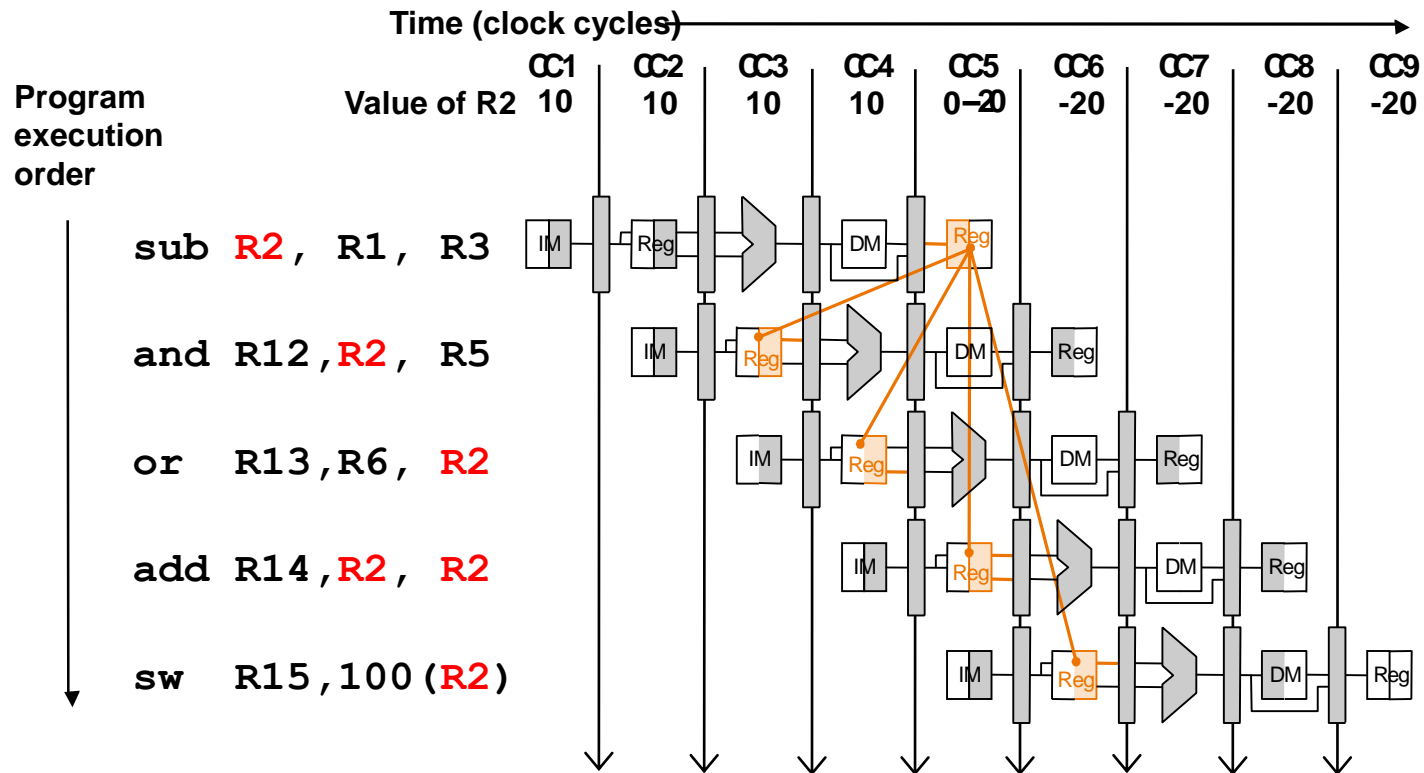 Time (clock cycles)
CC1 CC2 CC3 CC4 CC5 CC6 CC7 CC8 CC9
Value of R2 10 10 10 10 0–20 -20 -20 -20 -20
Program
execution
order
sub R2, R1, R3
IM Reg DM Reg
and R12,R2, R5
IM Reg DM Reg
or R13,R6, R2
IM Reg DM Reg
add R14,R2, R2
IM Reg DM Reg
sw R15,100(R2)
IM Reg DM Reg